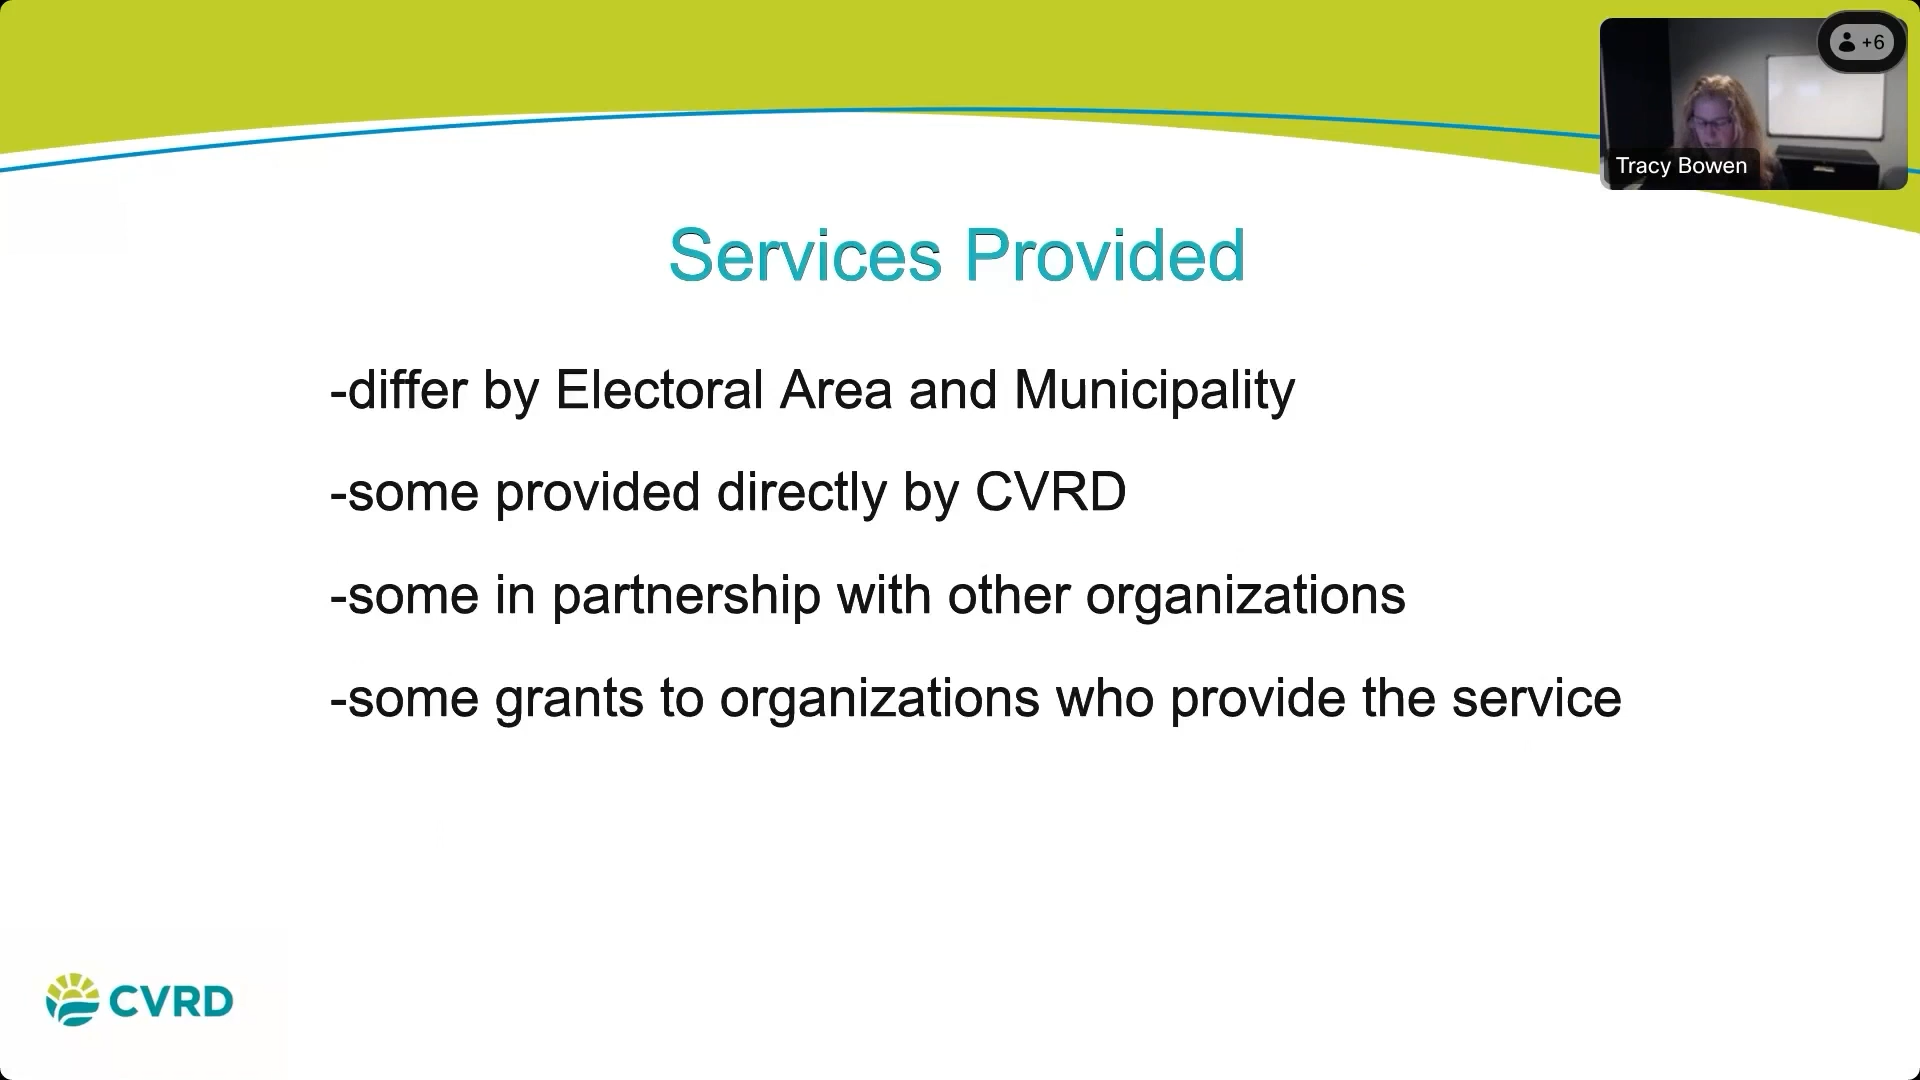 +6
Tracy Bowen
Services Provided
-differ by Electoral Area and Municipality
-some provided directly by CVRD
-some in partnership with other organizations
-some grants to organizations who provide the service
CVRD